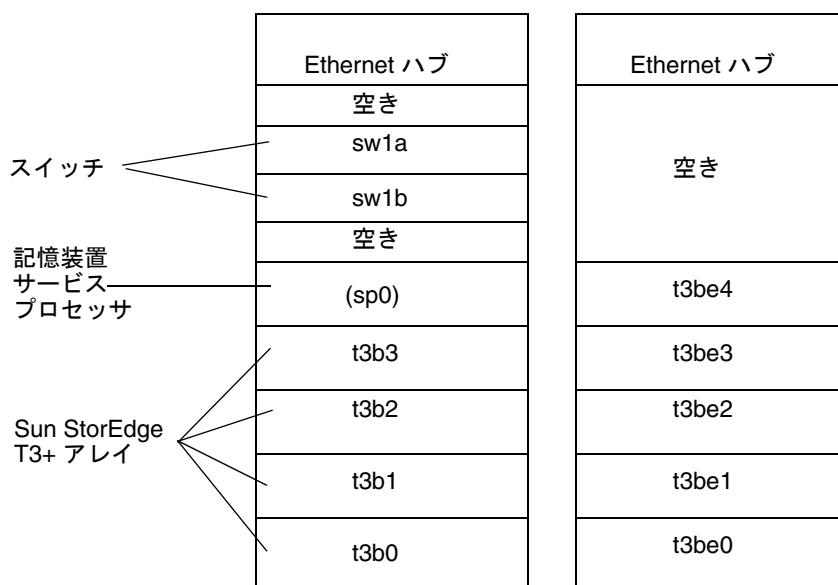 Ethernet ハブ
空き
sw1a
sw1b
空き
(sp0)
t3b3
t3b2
t3b1
t3b0
スイッチ
記憶装置
サービス
プロセッサ
Sun StorEdge
T3+ アレイ
Ethernet ハブ
空き
t3be4
t3be3
t3be2
t3be1
t3be0